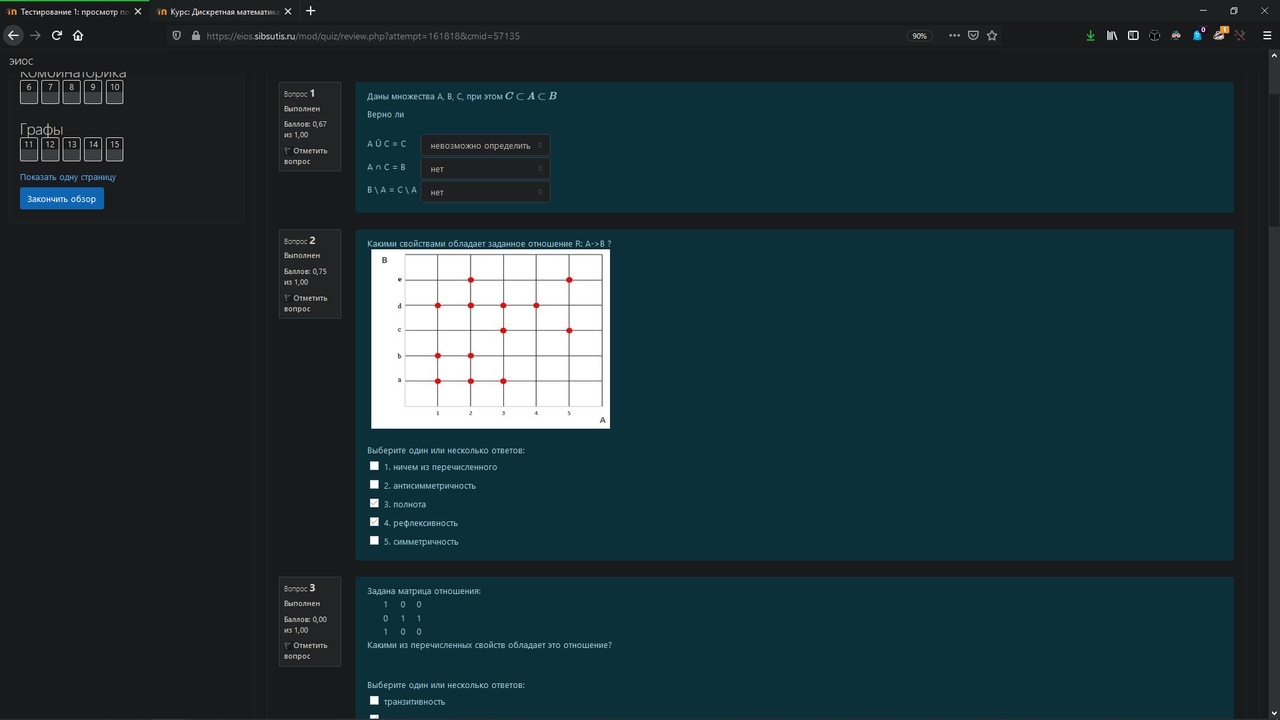 Тестирование 1: просмотр по
Курс: Дискретная математика
https://eios.sibsutis.ru/mod/quiz/review.php?attempt=161818&cmid=57135
90%
ЭИОС
Комбинаторика
6 7 8 9 10
Графы
11 12 13 14 15
Показать одну страницу
Закончить обзор
Вопрос 1
Выполнен
Баллов: 0,67
из 1,00
Отметить
вопрос
Даны множества A, B, C, при этом C ⊂ A ⊂ B
Верно ли
A Ū C = C
невозможно определить
A ∩ C = B
нет
B \ A = C \ A
нет
Вопрос 2
Выполнен
Баллов: 0,75
из 1,00
Отметить
вопрос
Какими свойствами обладает заданное отношение R: A->B ?
B
e
d
c
b
a
1 2 3 4 5
A
Выберите один или несколько ответов:
1. ничем из перечисленного
2. антисимметричность
3. полнота
4. рефлексивность
5. симметричность
Вопрос 3
Выполнен
Баллов: 0,00
из 1,00
Отметить
вопрос
Задана матрица отношения:
1 0 0
0 1 1
1 0 0
Какими из перечисленных свойств обладает это отношение?
Выберите один или несколько ответов:
транзитивность